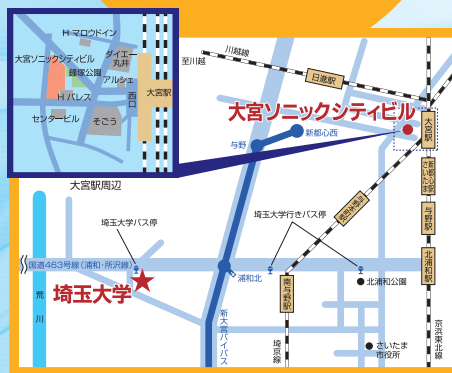 H マロウドイン
大宮ソニックシティビル
ダイエー
丸井
鐘塚公園
アルシェ
西口
大宮駅
H パレス
センタービル
そごう
大宮駅周辺
川越線
至川越
日進駅
大宮ソニックシティビル
大宮駅
新都心西
与野
さいたま
新都心駅
与野本町駅
与野駅
埼玉大学バス停
埼玉大学行きバス停
国道463号線（浦和・所沢線）
北浦和駅
浦和北
埼玉大学
南与野駅
北浦和公園
荒川
新大宮バイパス
埼京線
さいたま
市役所
京浜東北線